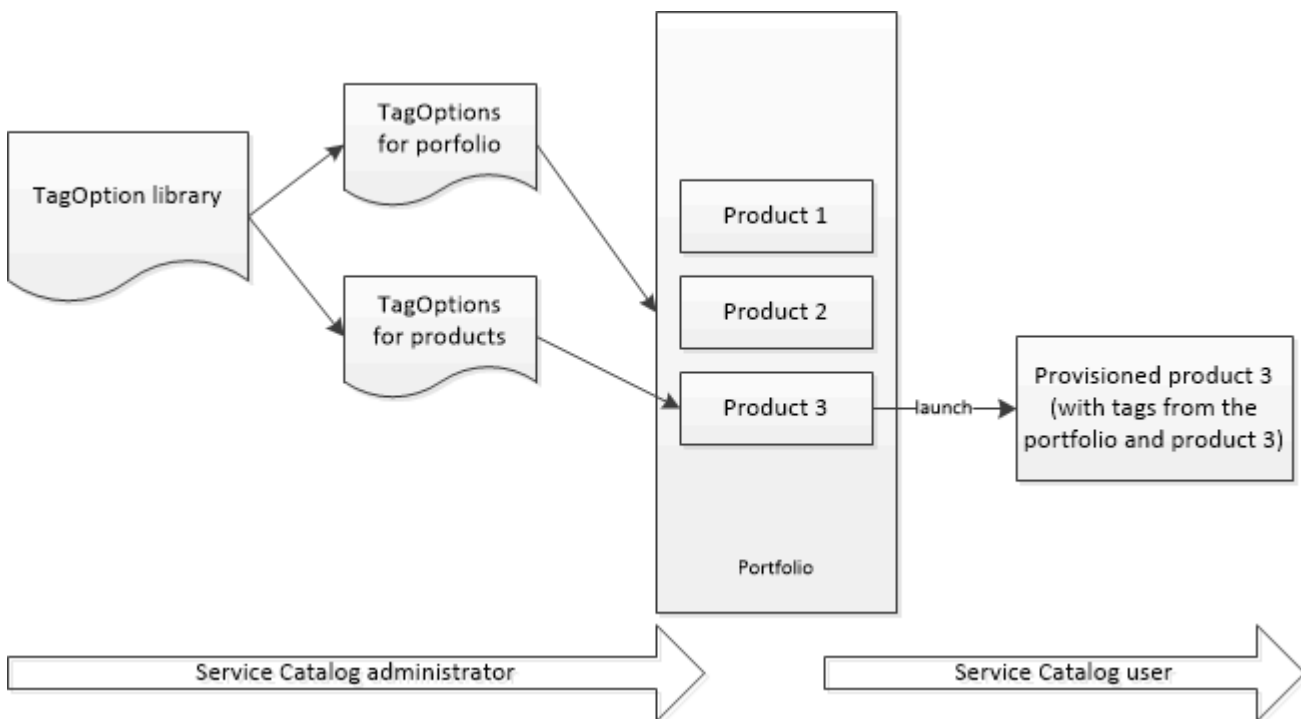 TagOption library
TagOptions
for porfolio
TagOptions
for products
Product 1
Product 2
Product 3
Portfolio
launch
Provisioned product 3
(with tags from the
portfolio and product 3)
Service Catalog administrator
Service Catalog user